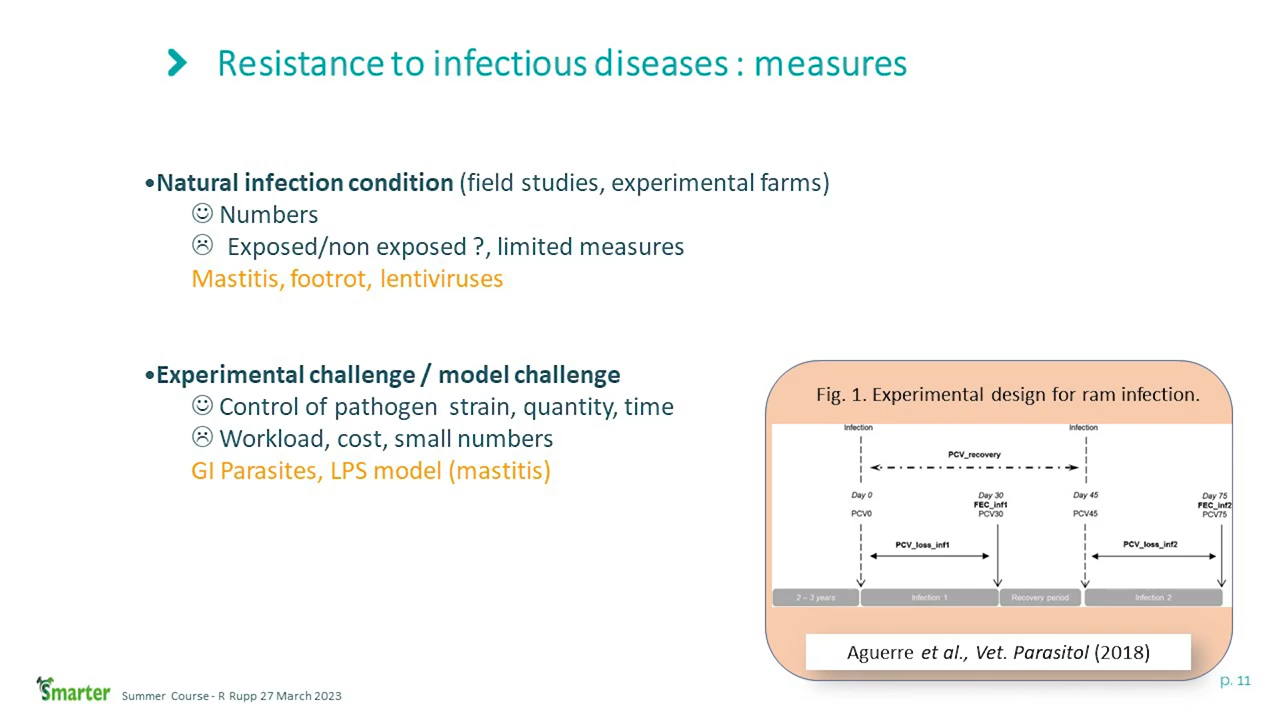 Resistance to infectious diseases : measures
•Natural infection condition (field studies, experimental farms)
☺ Numbers
☹ Exposed/non exposed ?, limited measures
Mastitis, footrot, lentiviruses
•Experimental challenge / model challenge
☺ Control of pathogen strain, quantity, time
☹ Workload, cost, small numbers
GI Parasites, LPS model (mastitis)
Fig. 1. Experimental design for ram infection.
Infection Infection
PCV_recovery
Day 0 Day 30 Day 45 Day 75
FEC_inf1 FEC_inf2
PCV0 PCV30 PCV45 PCV75
PCV_loss_inf1 PCV_loss_inf2
2 – 3 years Infection 1 Recovery period Infection 2
Aguerre et al., Vet. Parasitol (2018)
Smarter Summer Course - R Rupp 27 March 2023
p. 11